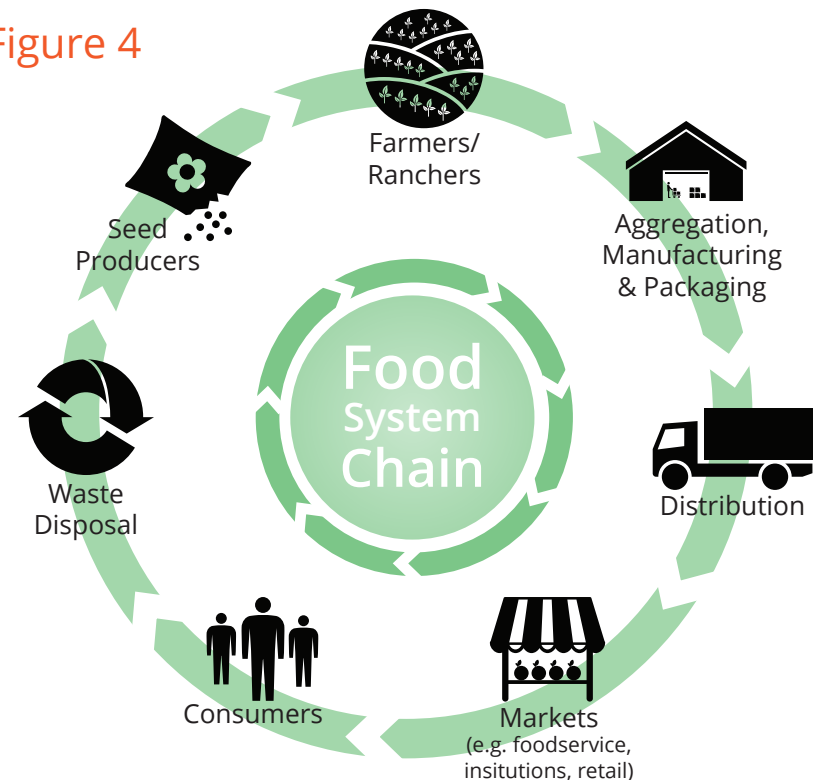 Figure 4
Farmers/
Ranchers
Aggregation,
Manufacturing
& Packaging
Distribution
Markets
(e.g. foodservice,
insitutions, retail)
Consumers
Waste
Disposal
Seed
Producers
Food
System
Chain